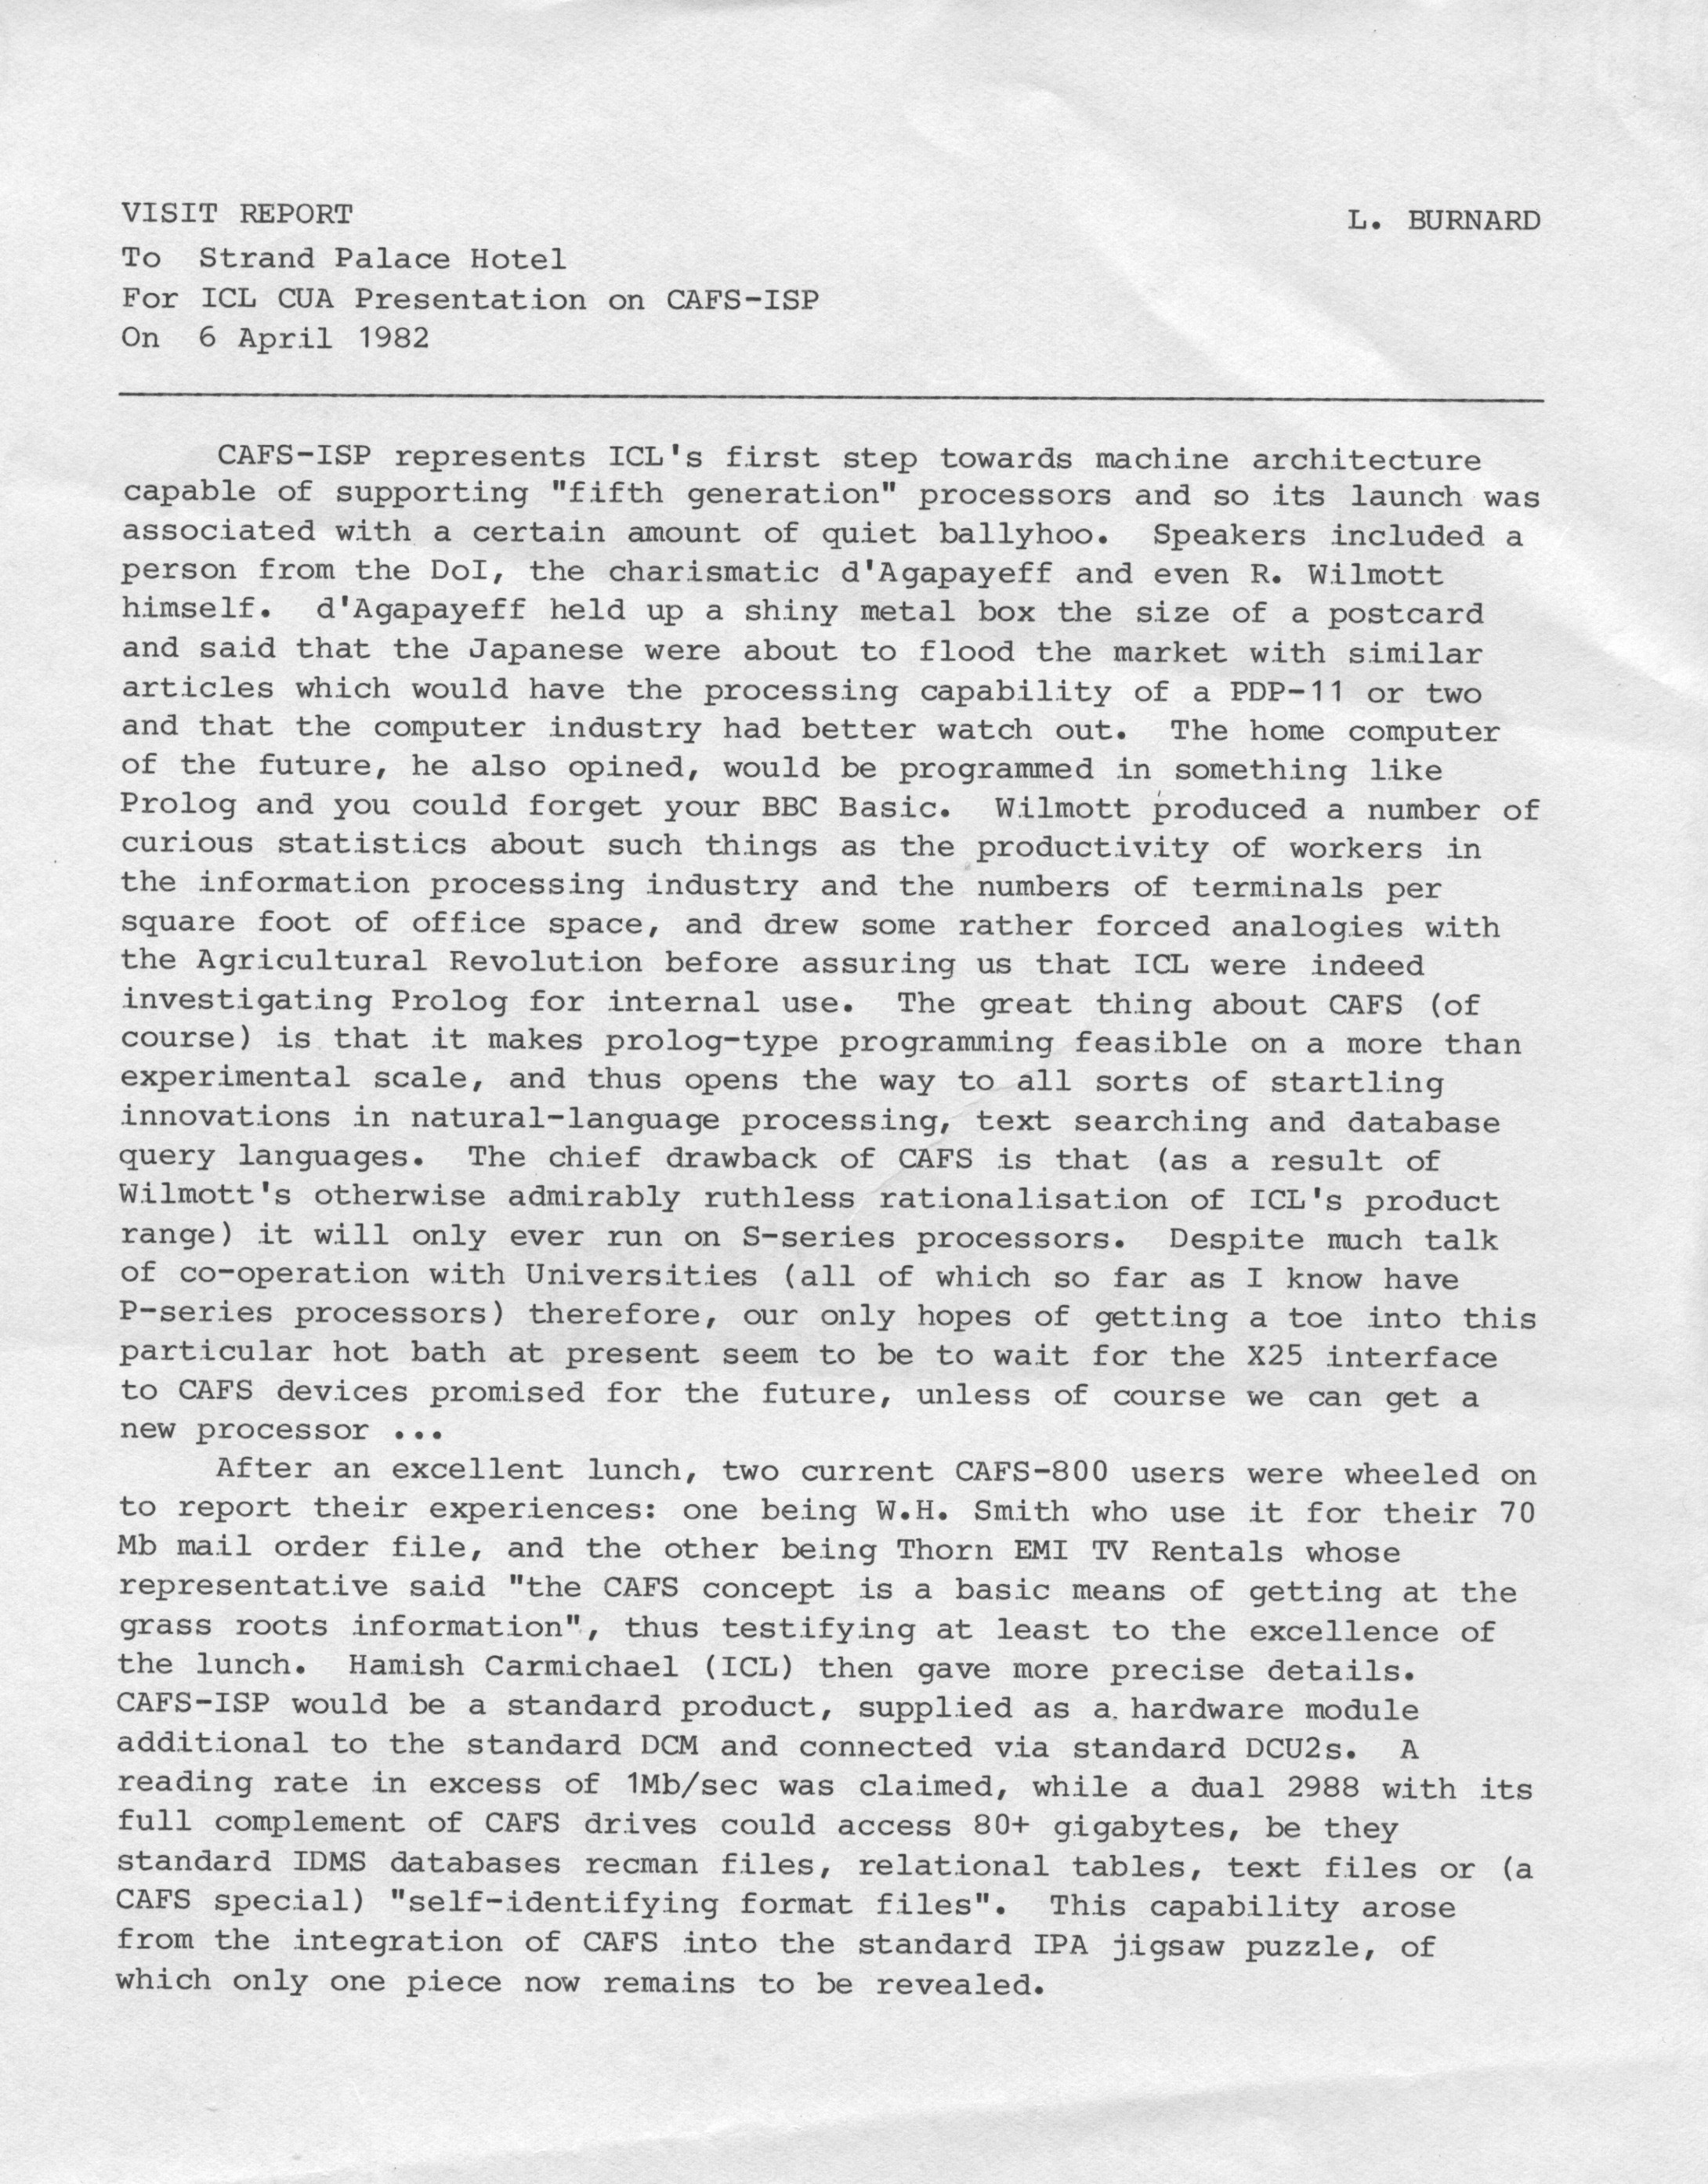 VISIT REPORT L. BURNARD
To Strand Palace Hotel
For ICL CUA Presentation on CAFS-ISP
On 6 April 1982
CAFS-ISP represents ICL's first step towards machine architecture
capable of supporting "fifth generation" processors and so its launch was
associated with a certain amount of quiet ballyhoo. Speakers included a
person from the DoI, the charismatic d'Agapayeff and even R. Wilmott
himself. d'Agapayeff held up a shiny metal box the size of a postcard
and said that the Japanese were about to flood the market with similar
articles which would have the processing capability of a PDP-11 or two
and that the computer industry had better watch out. The home computer
of the future, he also opined, would be programmed in something like
Prolog and you could forget your BBC Basic. Wilmott produced a number of
curious statistics about such things as the productivity of workers in
the information processing industry and the numbers of terminals per
square foot of office space, and drew some rather forced analogies with
the Agricultural Revolution before assuring us that ICL were indeed
investigating Prolog for internal use. The great thing about CAFS (of
course) is that it makes prolog-type programming feasible on a more than
experimental scale, and thus opens the way to all sorts of startling
innovations in natural-language processing, text searching and database
query languages. The chief drawback of CAFS is that (as a result of
Wilmott's otherwise admirably ruthless rationalisation of ICL's product
range) it will only ever run on S-series processors. Despite much talk
of co-operation with Universities (all of which so far as I know have
P-series processors) therefore, our only hopes of getting a toe into this
particular hot bath at present seem to be to wait for the X25 interface
to CAFS devices promised for the future, unless of course we can get a
new processor ...
After an excellent lunch, two current CAFS-800 users were wheeled on
to report their experiences: one being W.H. Smith who use it for their 70
Mb mail order file, and the other being Thorn EMI TV Rentals whose
representative said "the CAFS concept is a basic means of getting at the
grass roots information", thus testifying at least to the excellence of
the lunch. Hamish Carmichael (ICL) then gave more precise details.
CAFS-ISP would be a standard product, supplied as a hardware module
additional to the standard DCM and connected via standard DCU2s. A
reading rate in excess of 1Mb/sec was claimed, while a dual 2988 with its
full complement of CAFS drives could access 80+ gigabytes, be they
standard IDMS databases recman files, relational tables, text files or (a
CAFS special) "self-identifying format files". This capability arose
from the integration of CAFS into the standard IPA jigsaw puzzle, of
which only one piece now remains to be revealed.